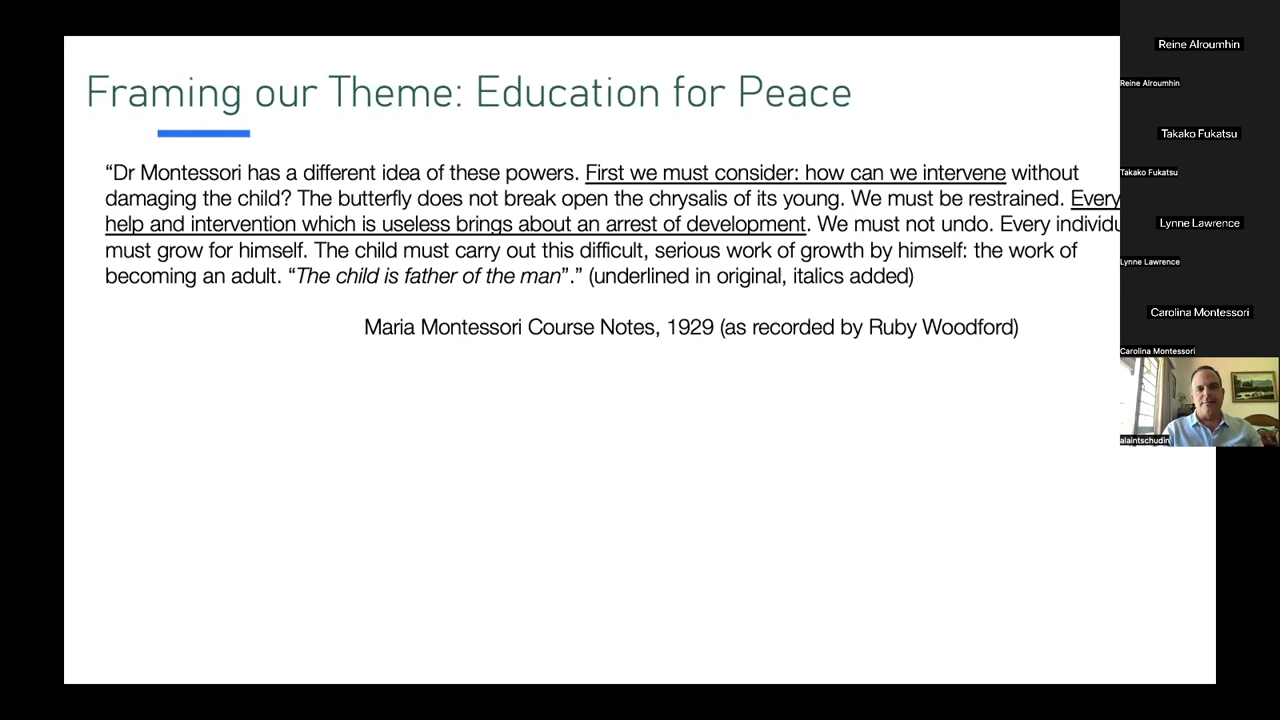 Framing our Theme: Education for Peace
“Dr Montessori has a different idea of these powers. First we must consider: how can we intervene without
damaging the child? The butterfly does not break open the chrysalis of its young. We must be restrained. Every
help and intervention which is useless brings about an arrest of development. We must not undo. Every
must grow for himself. The child must carry out this difficult, serious work of growth by himself: the work of
becoming an adult. “The child is father of the man”.” (underlined in original, italics added)
Maria Montessori Course Notes, 1929 (as recorded by Ruby Woodford)
Reine Alroumhin
Reine Alroumhin
Takako Fukatsu
Takako Fukatsu
Lynne Lawrence
Lynne Lawrence
Carolina Montessori
Carolina Montessori
alaintschudin